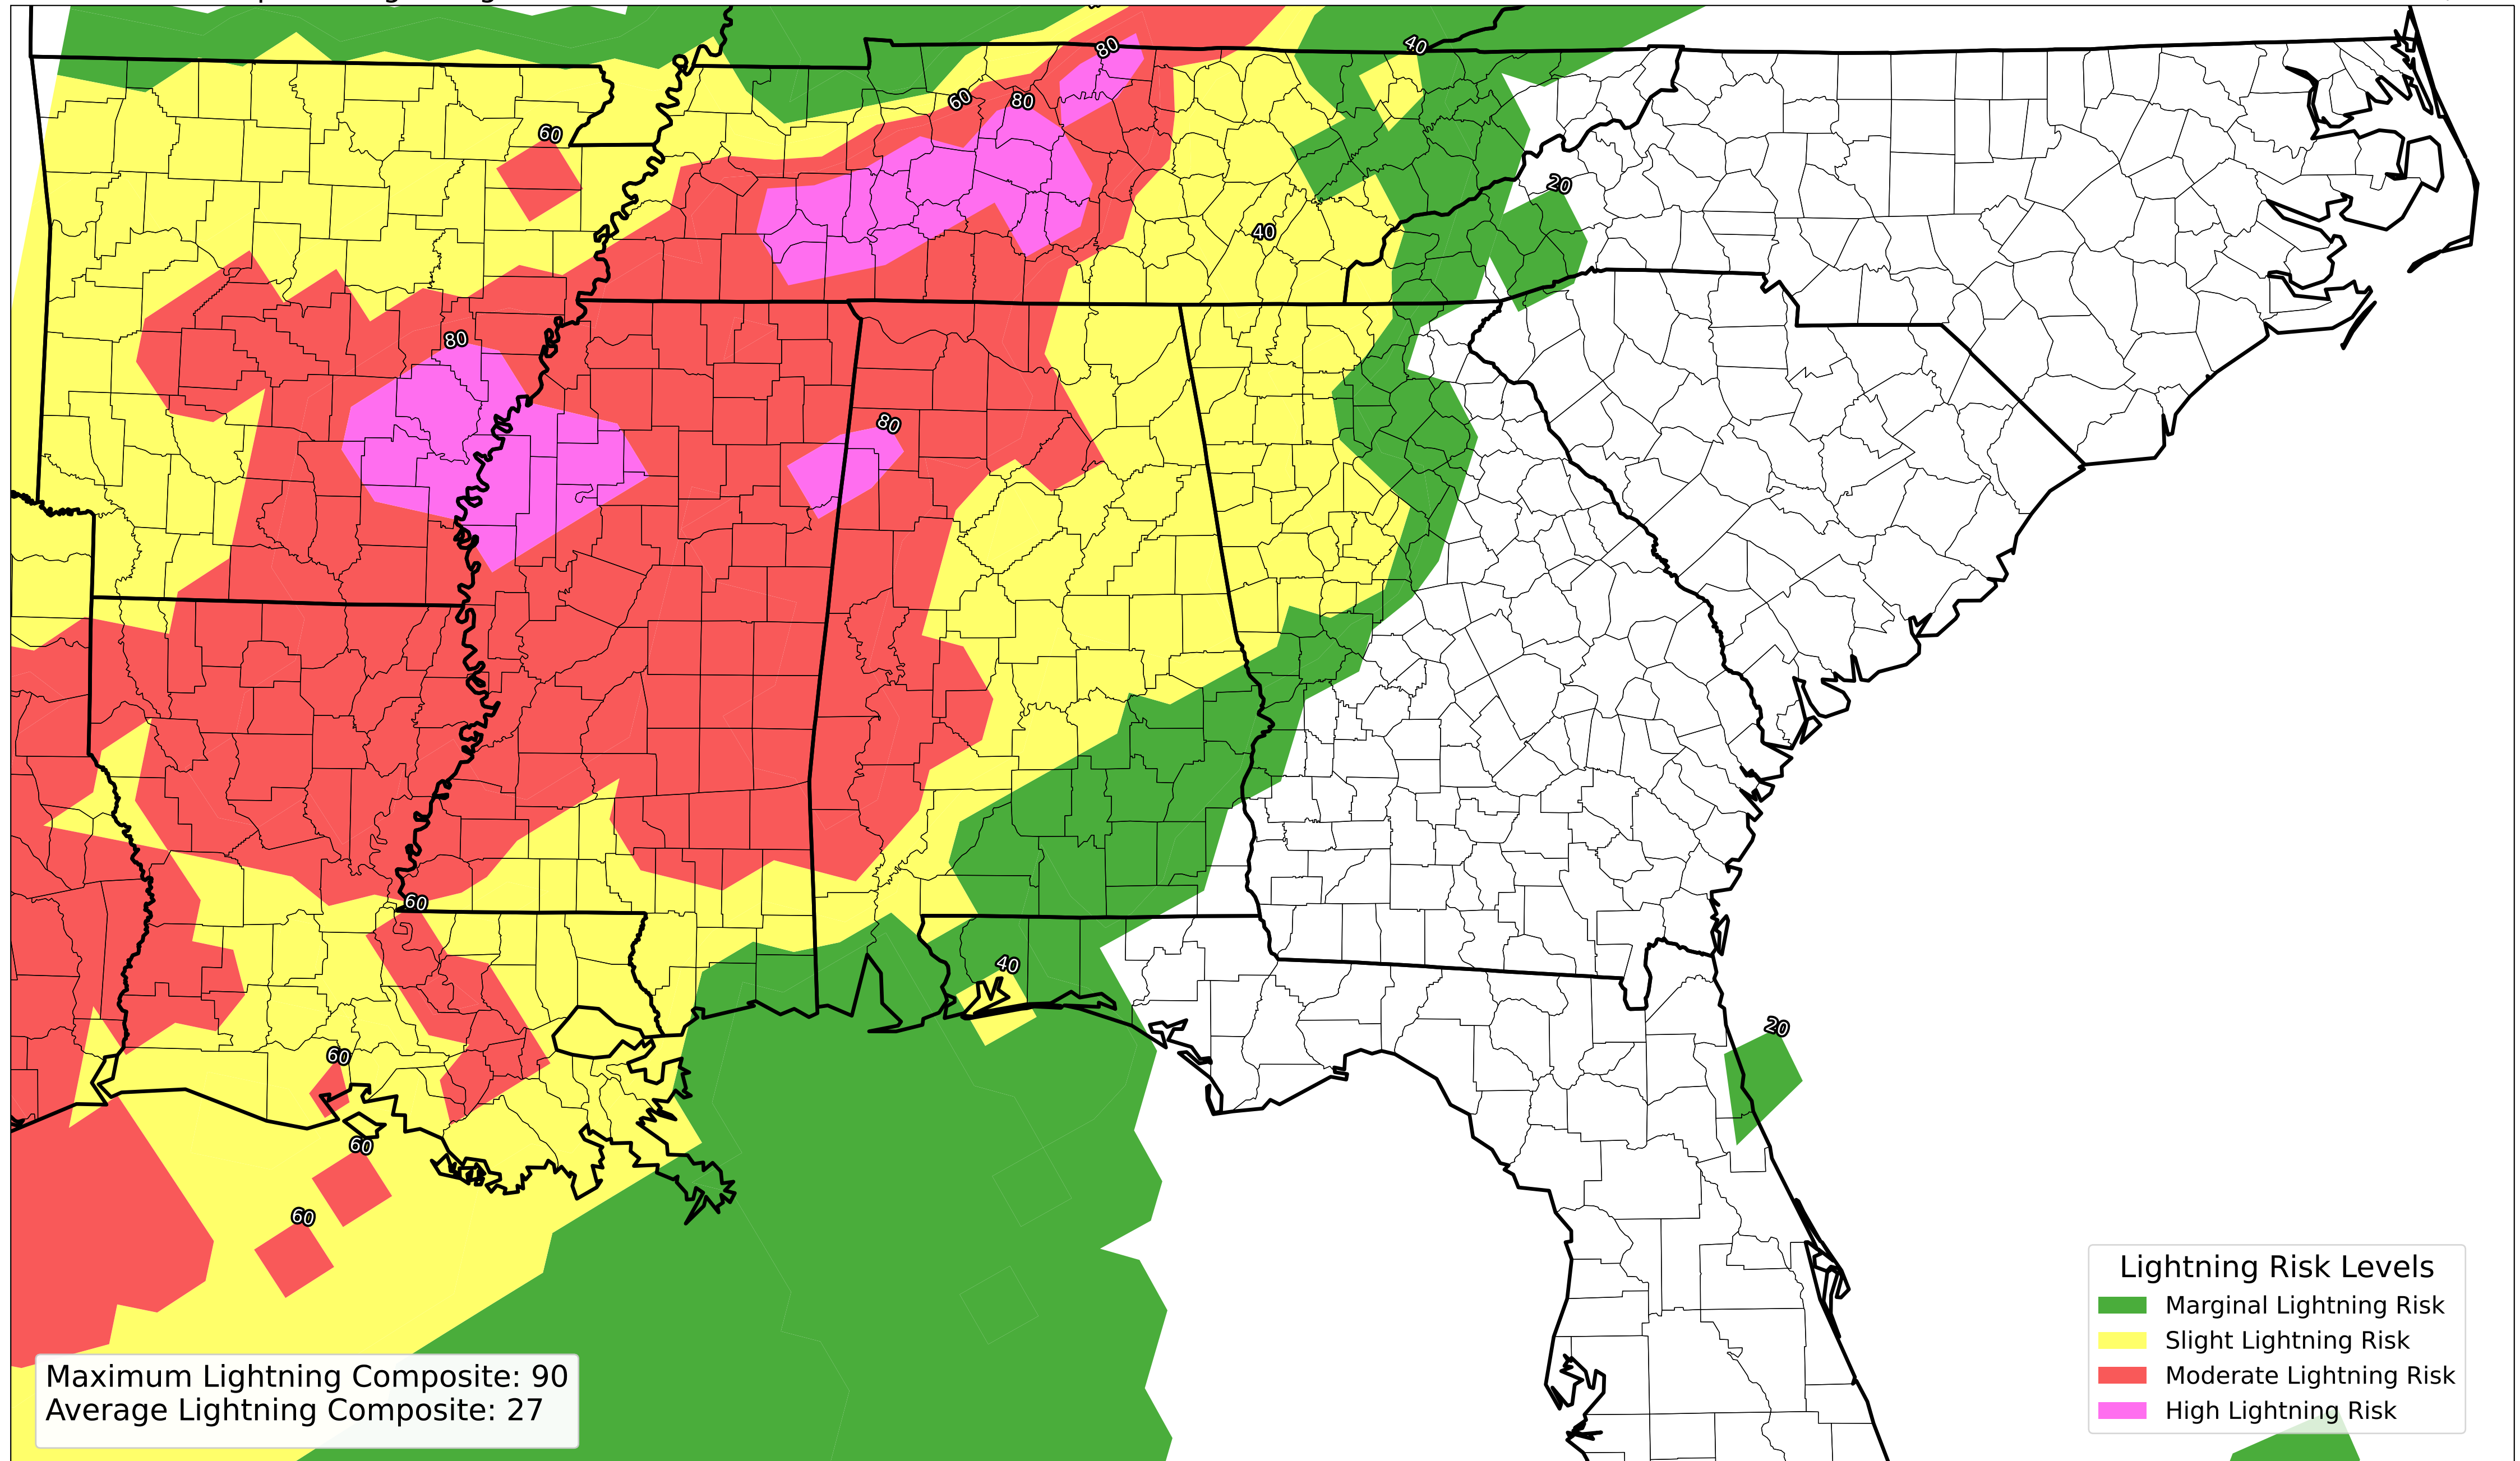 80
40
60
80
60
20
40
80
80
60
40
20
60
60
60
Lightning Risk Levels
Marginal Lightning Risk
Slight Lightning Risk
Moderate Lightning Risk
High Lightning Risk
Maximum Lightning Composite: 90
Average Lightning Composite: 27